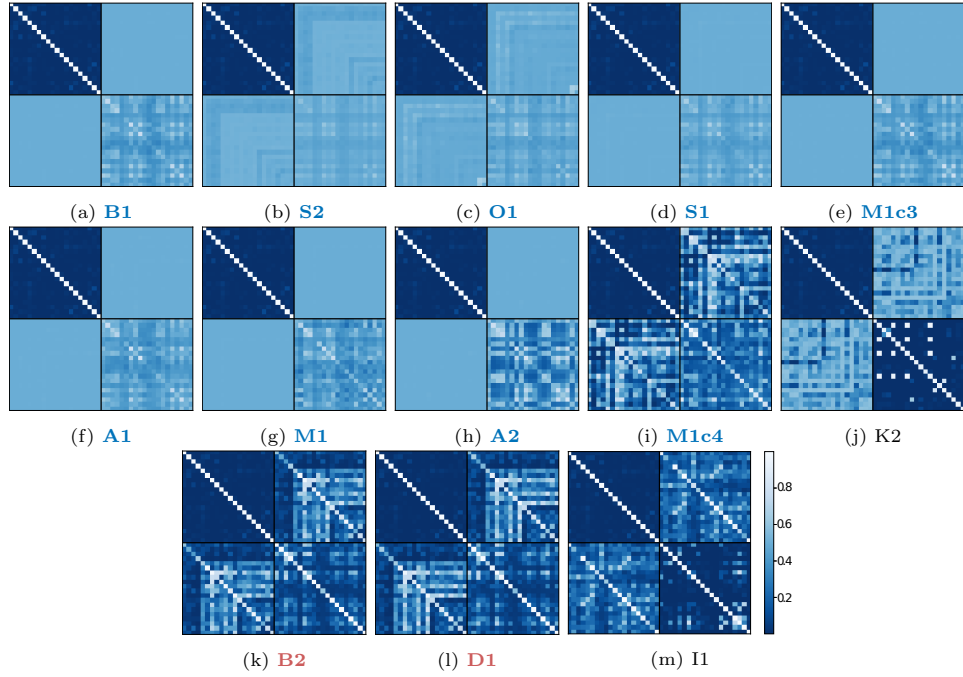 (a) B1
(b) S2
(c) O1
(d) S1
(e) M1c3
(f) A1
(g) M1
(h) A2
(i) M1c4
(j) K2
0.8
0.6
0.4
0.2
(k) B2
(l) D1
(m) I1